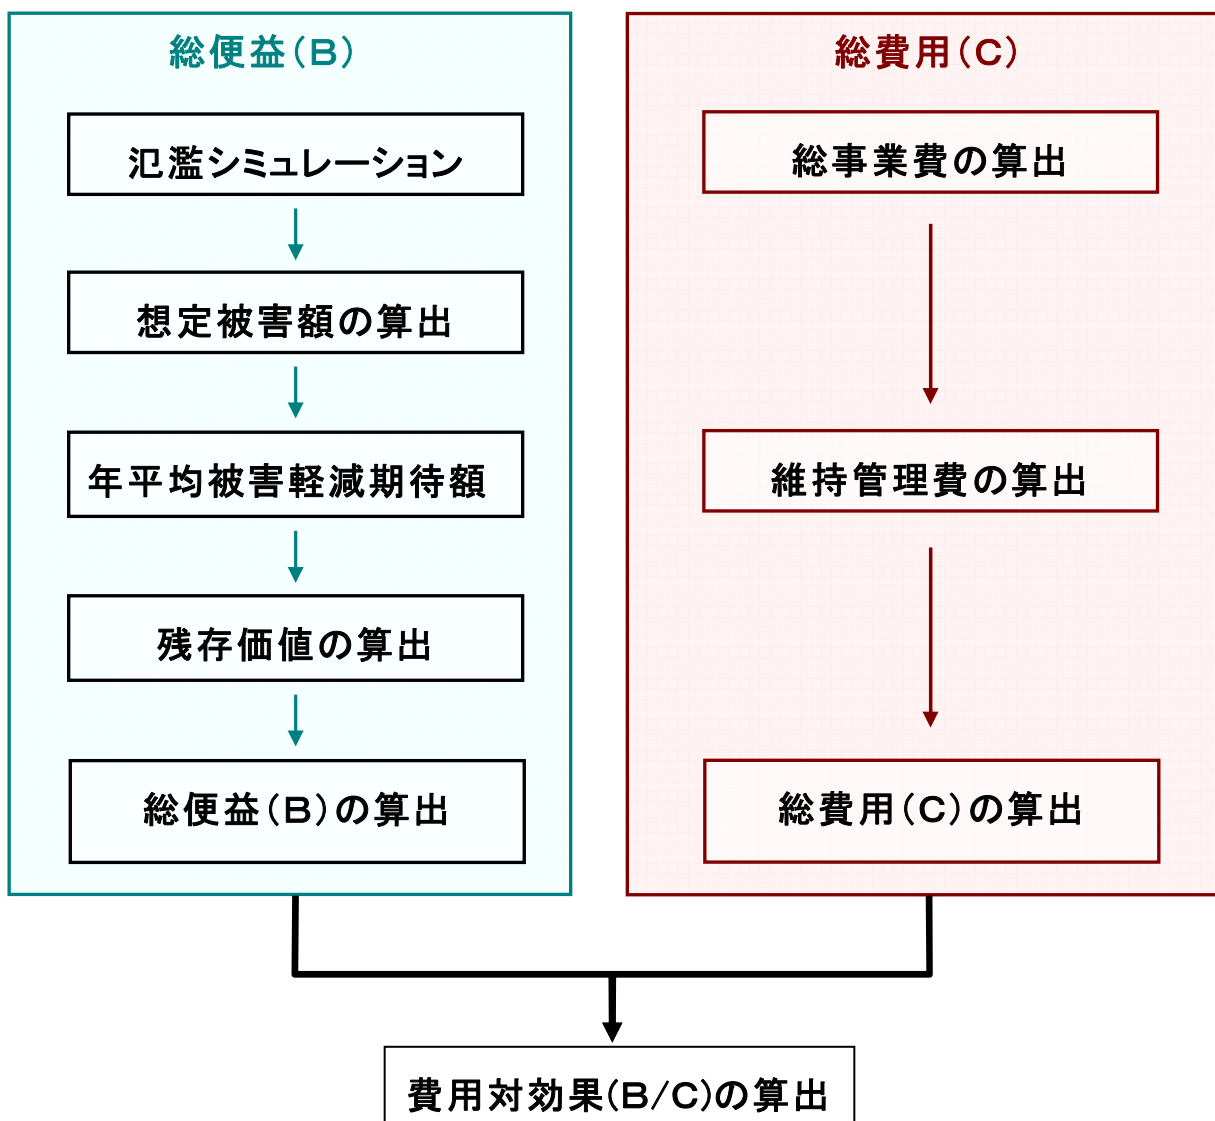 総便益(B)
氾濫シミュレーション
想定被害額の算出
年平均被害軽減期待額
残存価値の算出
総便益(B)の算出
総費用(C)
総事業費の算出
維持管理費の算出
総費用(C)の算出
費用対効果(B/C)の算出